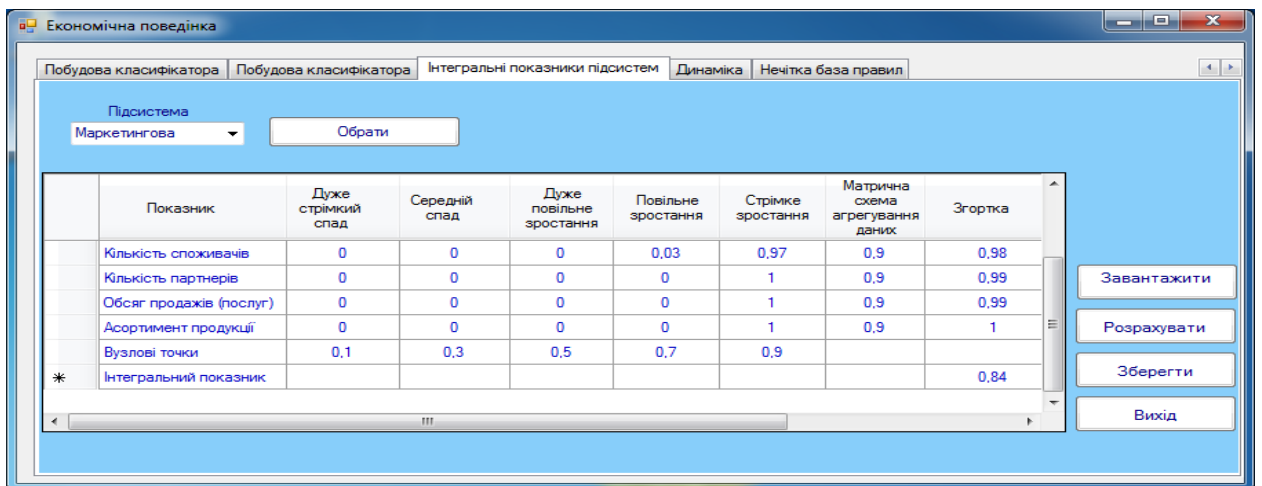 Економічна поведінка
Побудова класифікатора Побудова класифікатора Інтегральні показники підсистем Динаміка Нечітка база правил
Підсистема
Маркетингова Обрати
Показник Дуже стрімкий спад Середній спад Дуже повільне зростання Повільне зростання Стрімке зростання Матрична схема агрегування даних Згортка
Кількість споживачів 0 0 0 0,03 0,97 0,9 0,98
Кількість партнерів 0 0 0 0 1 0,9 0,99
Обсяг продажів (послуг) 0 0 0 0 1 0,9 0,99
Асортимент продукції 0 0 0 0 1 0,9 1
Вузлові точки 0,1 0,3 0,5 0,7 0,9
Інтегральний показник 0,84
Завантажити
Розрахувати
Зберегти
Вихід